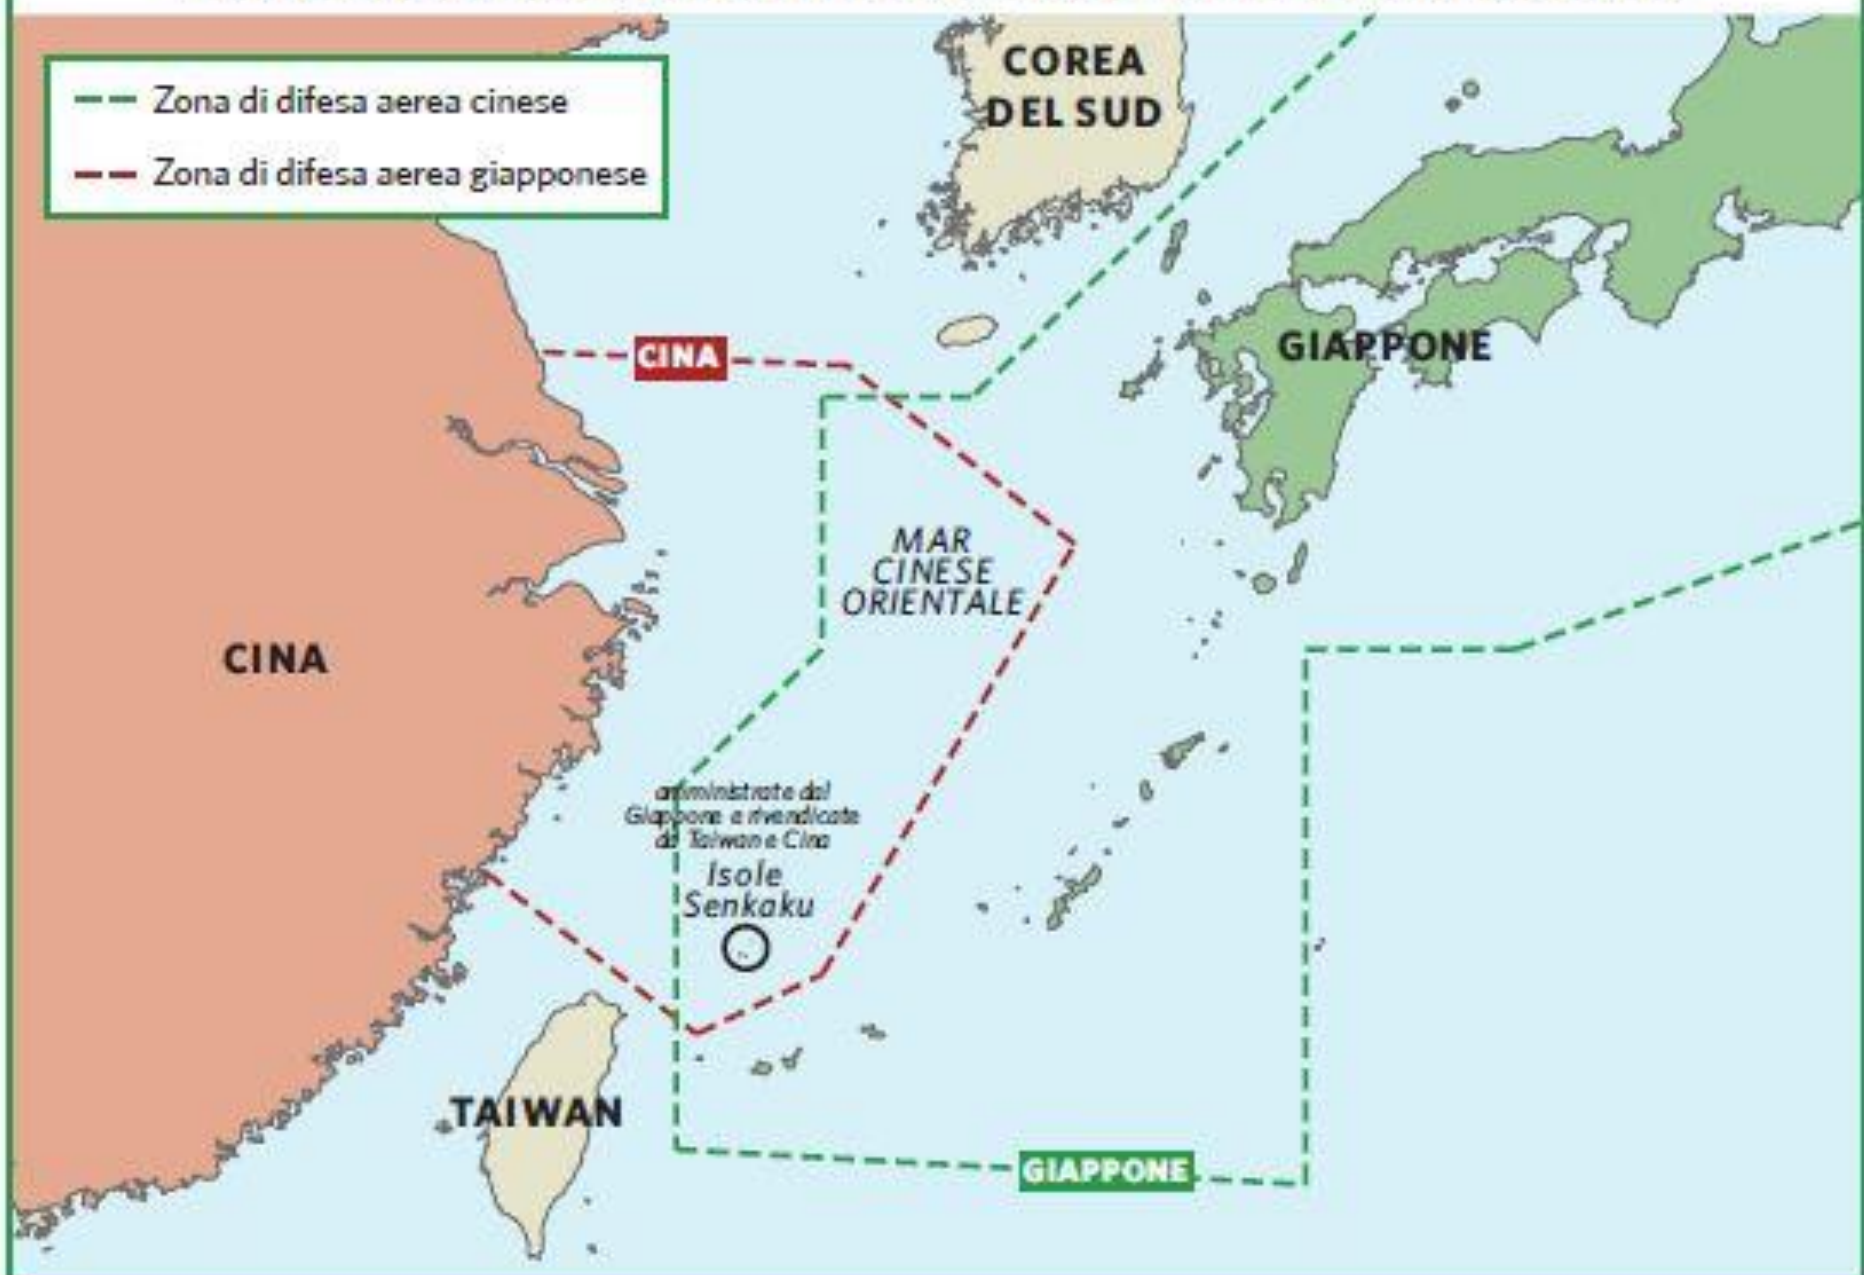 Zona di difesa aerea cinese
Zona di difesa aerea giapponese
COREA
DEL SUD
CINA
GIAPPONE
MAR
CINESE
ORIENTALE
CINA
amministrate dal
Giappone e rivendicate
da Taiwan e Cina
Isole
Senkaku
TAIWAN
GIAPPONE